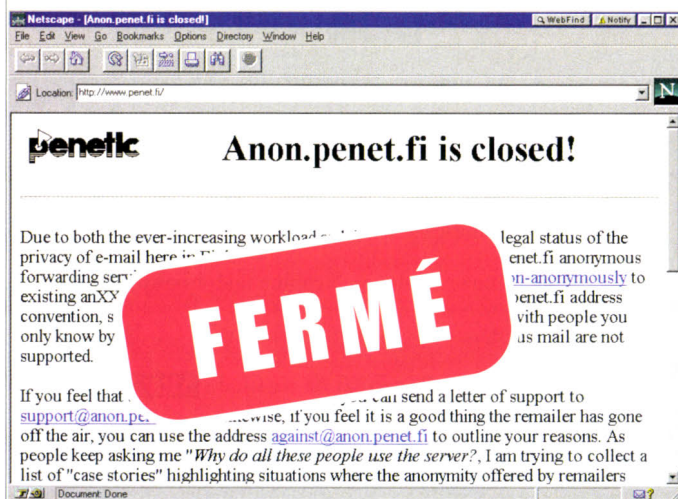 Netscape - [Anon.penet.fi is closed!]
WebFind Notify
File Edit View Go Bookmarks Options Directory Window Help
Location: http://www.penet.fi/
N
penetic
Anon.penet.fi is closed!
Due to both the ever-increasing workload legal status of the
privacy of e-mail here in enet.fi anonymous
forwarding on-anonymously to
existing anXX penet.fi address
convention, s with people you
only know by us mail are not
supported.
FERMÉ
If you feel that you can send a letter of support to
support@anon.pe if you feel it is a good thing the remailer has gone
off the air, you can use the address against@anon.penet.fi to outline your reasons. As
people keep asking me "Why do all these people use the server?, I am trying to collect a
list of "case stories" highlighting situations where the anonymity offered by remailers
Document: Done